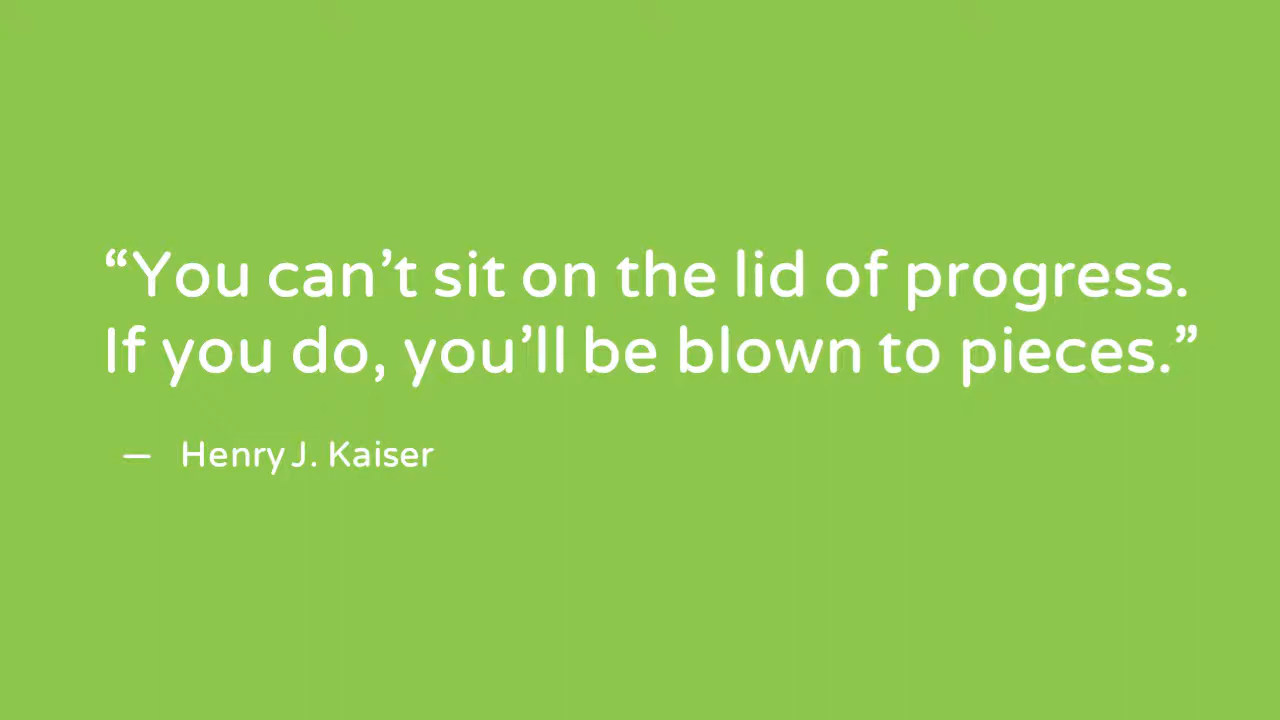 “You can’t sit on the lid of progress.
If you do, you’ll be blown to pieces.”
— Henry J. Kaiser